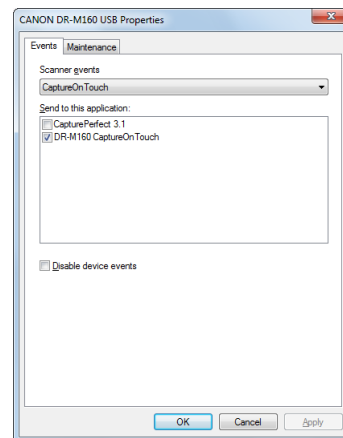 CANON DR-M160 USB Properties
Events Maintenance
Scanner events
CaptureOnTouch
Send to this application:
CapturePerfect 3.1
DR-M160 CaptureOnTouch
Disable device events
OK Cancel Apply